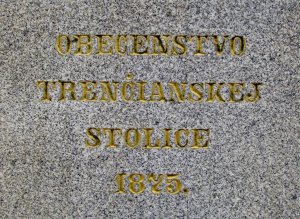 OBECENSTVO
TRENČIANSKEJ
STOLICE
1875.